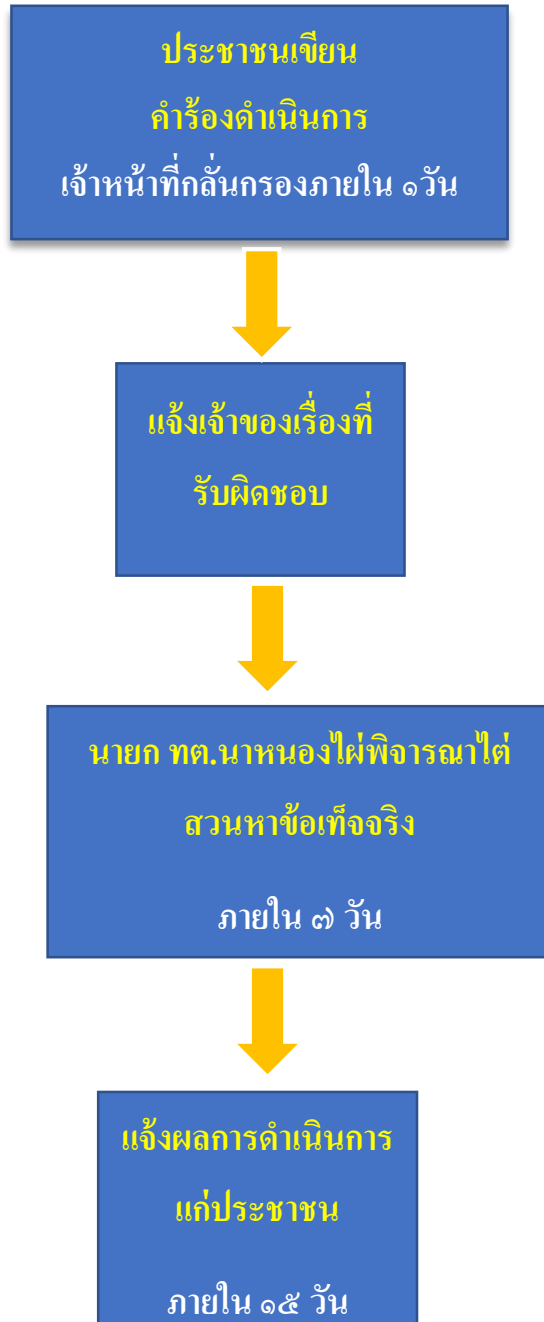 ประชาชนเขียน
คำร้องดำเนินการ
เจ้าหน้าที่กลั่นกรองภายใน ๑วัน
แจ้งเจ้าของเรื่องที่
รับผิดชอบ
นายก ทต.นาหนองไผ่พิจารณาไต่
สวนหาข้อเท็จจริง
ภายใน ๗ วัน
แจ้งผลการดำเนินการ
แก่ประชาชน
ภายใน ๑๕ วัน